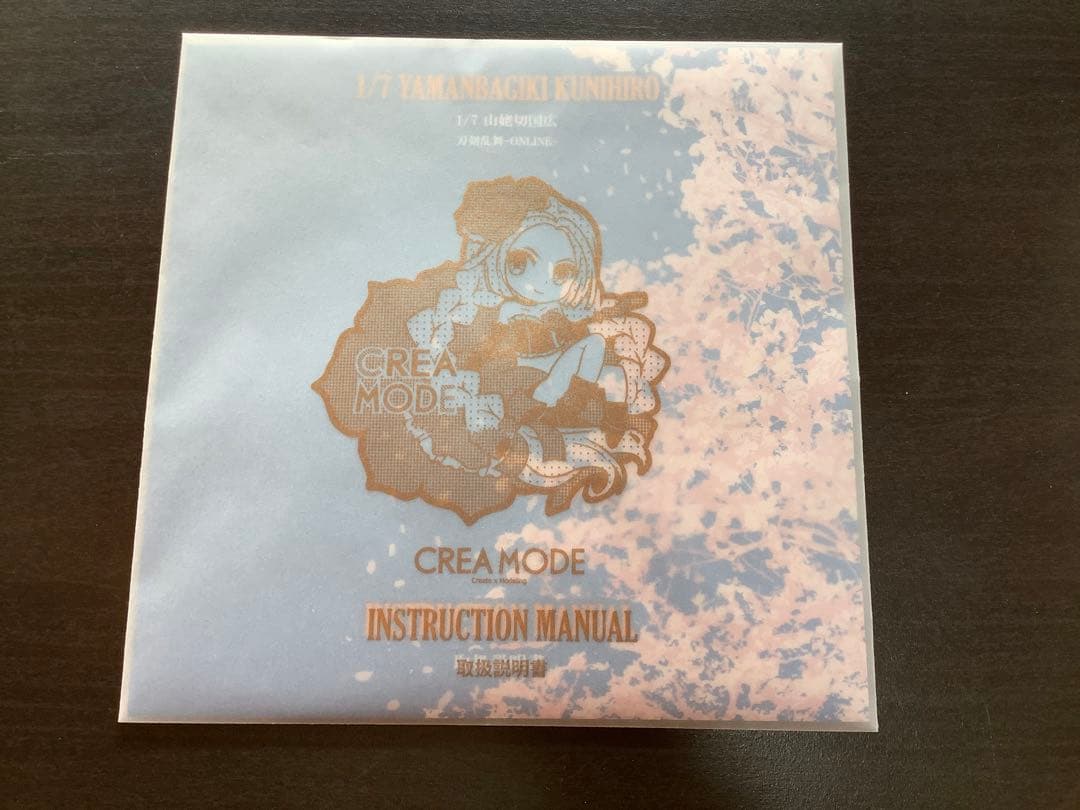 1/7 YAMANBAGIKI KUNIHIRO
1/7 山姥切国広
刀剣乱舞-ONLINE-
CREA
MODE
CREA MODE
Create x Modeling
INSTRUCTION MANUAL
取扱説明書